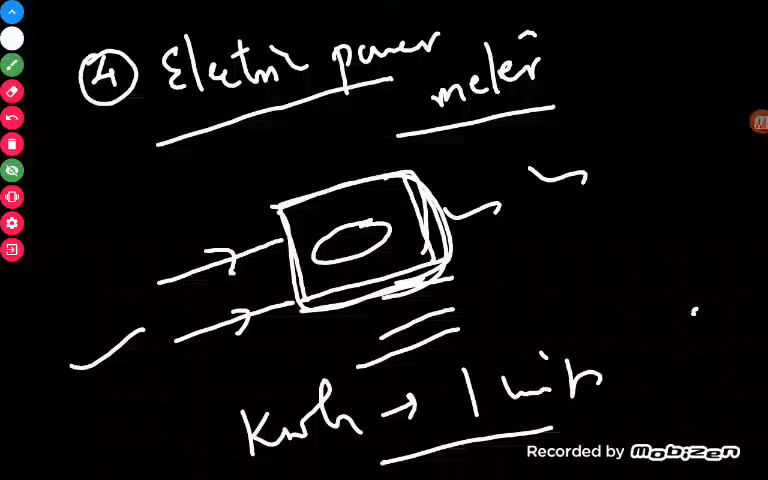 4 Electric power
meter
Kwh → 1 unit
Recorded by mobizen